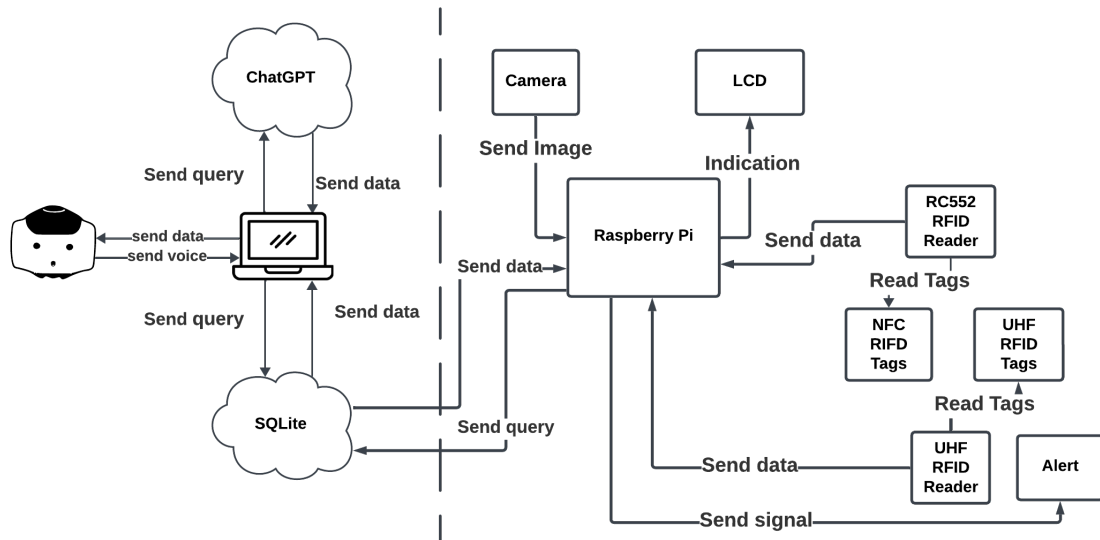 ChatGPT
Camera
LCD
Send Image
Indication
Send query
Send data
RC552
RFID
Reader
send data
send voice
Raspberry Pi
Send data
Send data
Read Tags
Send query
Send data
NFC
RIFD
Tags
UHF
RFID
Tags
SQLite
Send query
Read Tags
UHF
RFID
Reader
Alert
Send data
Send signal